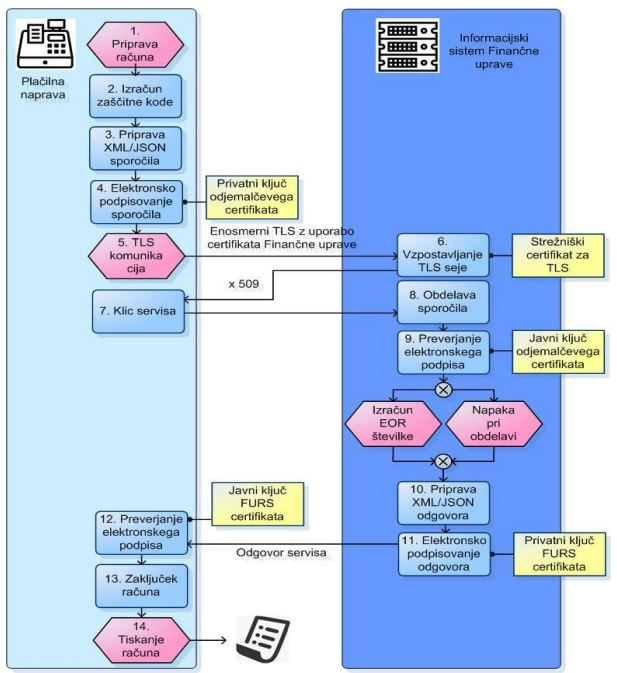 Plačilna
naprava
1.
Priprava
računa
2. Izračun
zaščitne kode
3. Priprava
XML/JSON
sporočila
4. Elektronsko
podpisovanje
sporočila
Privatni ključ
odjemalčevega
certifikata
5. TLS
komunika
cija
Enosmerni TLS z uporabo
certifikata Finančne uprave
x 509
7. Klic servisa
Informacijski
sistem Finančne
uprave
6.
Vzpostavljanje
TLS seje
Strežniški
certifikat za
TLS
8. Obdelava
sporočila
9. Preverjanje
elektronskega
podpisa
Javni ključ
odjemalčevega
certifikata
Izračun
EOR
številke
Napaka
pri
obdelavi
10. Priprava
XML/JSON
odgovora
11. Elektronsko
podpisovanje
odgovora
Privatni ključ
FURS
certifikata
Odgovor servisa
Javni ključ
FURS
certifikata
12. Preverjanje
elektronskega
podpisa
13. Zaključek
računa
14.
Tiskanje
računa